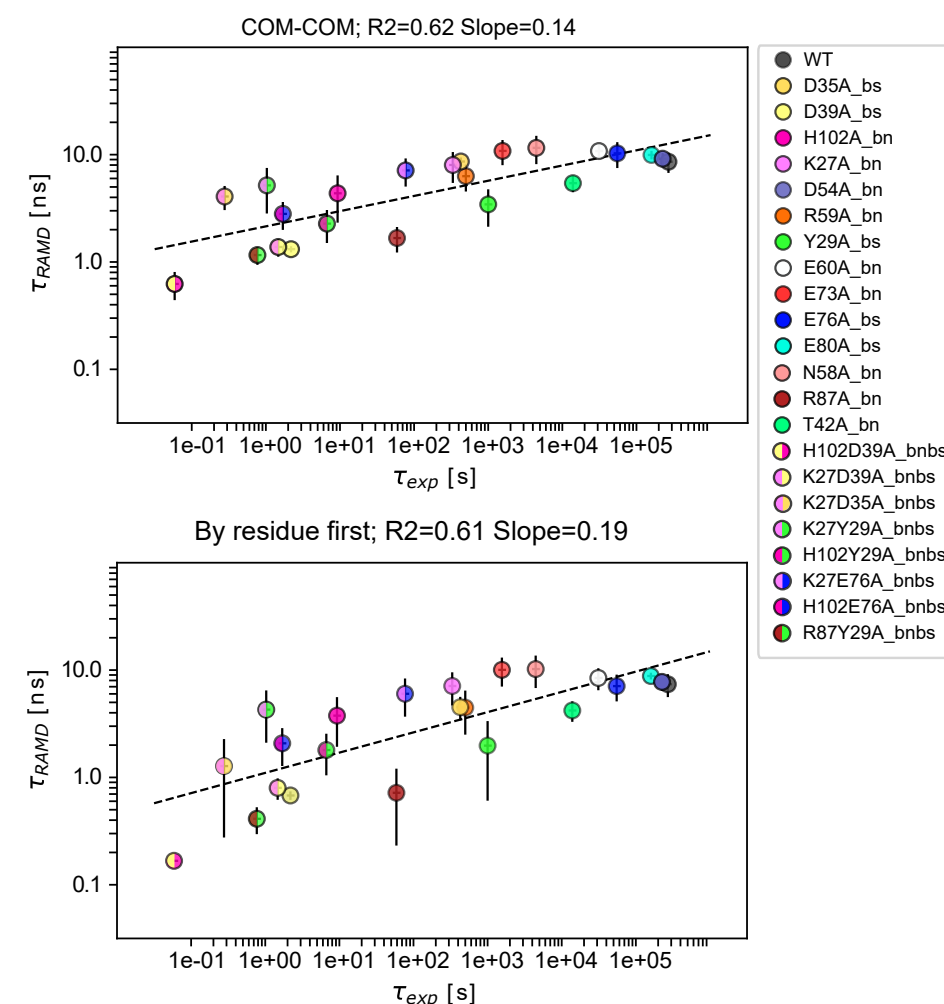 COM-COM; R2=0.62 Slope=0.14
10.0
1.0
0.1
τRAMD [ns]
1e-01 1e+00 1e+01 1e+02 1e+03 1e+04 1e+05
τexp [s]
WT
D35A_bs
D39A_bs
H102A_bn
K27A_bn
D54A_bn
R59A_bn
Y29A_bs
E60A_bn
E73A_bn
E76A_bs
E80A_bs
N58A_bn
R87A_bn
T42A_bn
H102D39A_bnbs
K27D39A_bnbs
K27D35A_bnbs
K27Y29A_bnbs
H102Y29A_bnbs
K27E76A_bnbs
H102E76A_bnbs
R87Y29A_bnbs
By residue first; R2=0.61 Slope=0.19
10.0
1.0
0.1
τRAMD [ns]
1e-01 1e+00 1e+01 1e+02 1e+03 1e+04 1e+05
τexp [s]